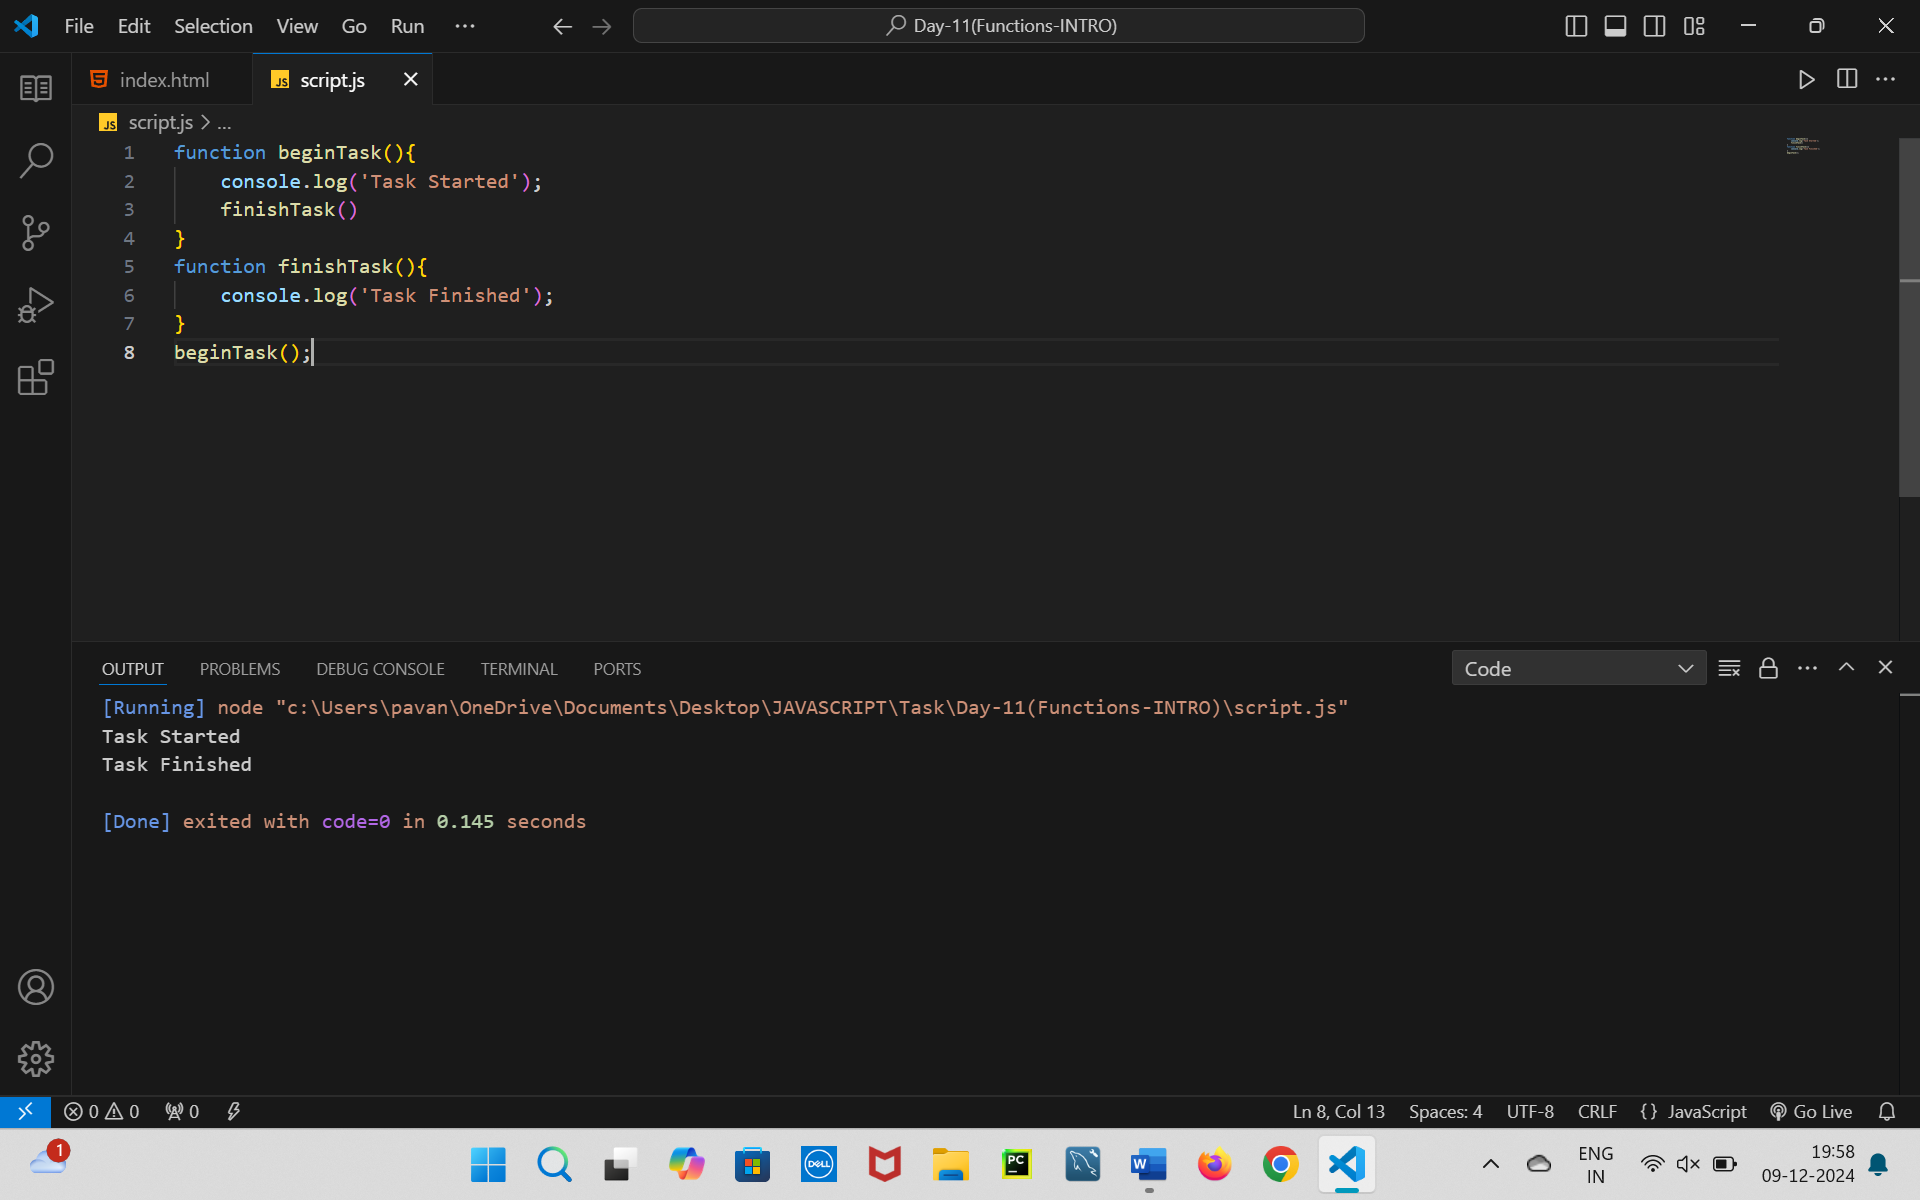 File Edit Selection View Go Run ··· Day-11(Functions-INTRO)
index.html script.js
script.js > ...
1 function beginTask(){
2     console.log('Task Started');
3     finishTask()
4 }
5 function finishTask(){
6     console.log('Task Finished');
7 }
8 beginTask();
OUTPUT PROBLEMS DEBUG CONSOLE TERMINAL PORTS Code
[Running] node "c:\Users\pavan\OneDrive\Documents\Desktop\JAVASCRIPT\Task\Day-11(Functions-INTRO)\script.js"
Task Started
Task Finished
[Done] exited with code=0 in 0.145 seconds
0 0 0 Ln 8, Col 13 Spaces: 4 UTF-8 CRLF {} JavaScript Go Live
1 DELL PC W ENG 19:58
IN 09-12-2024